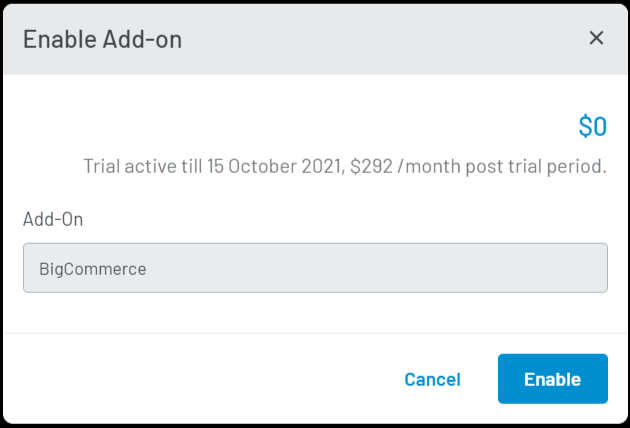 Enable Add-on
$0
Trial active till 15 October 2021, $292 /month post trial period.
Add-On
BigCommerce
Cancel
Enable